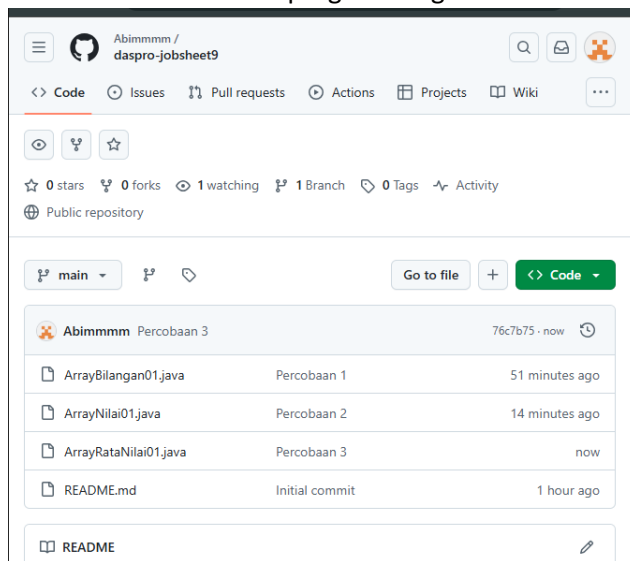 Abimmmm /
daspro-jobsheet9
<> Code Issues Pull requests Actions Projects Wiki ...
0 stars 0 forks 1 watching 1 Branch 0 Tags Activity
Public repository
main Go to file + <> Code
Abimmmm Percobaan 3 76c7b75 · now
ArrayBilangan01.java Percobaan 1 51 minutes ago
ArrayNilai01.java Percobaan 2 14 minutes ago
ArrayRataNilai01.java Percobaan 3 now
README.md Initial commit 1 hour ago
README